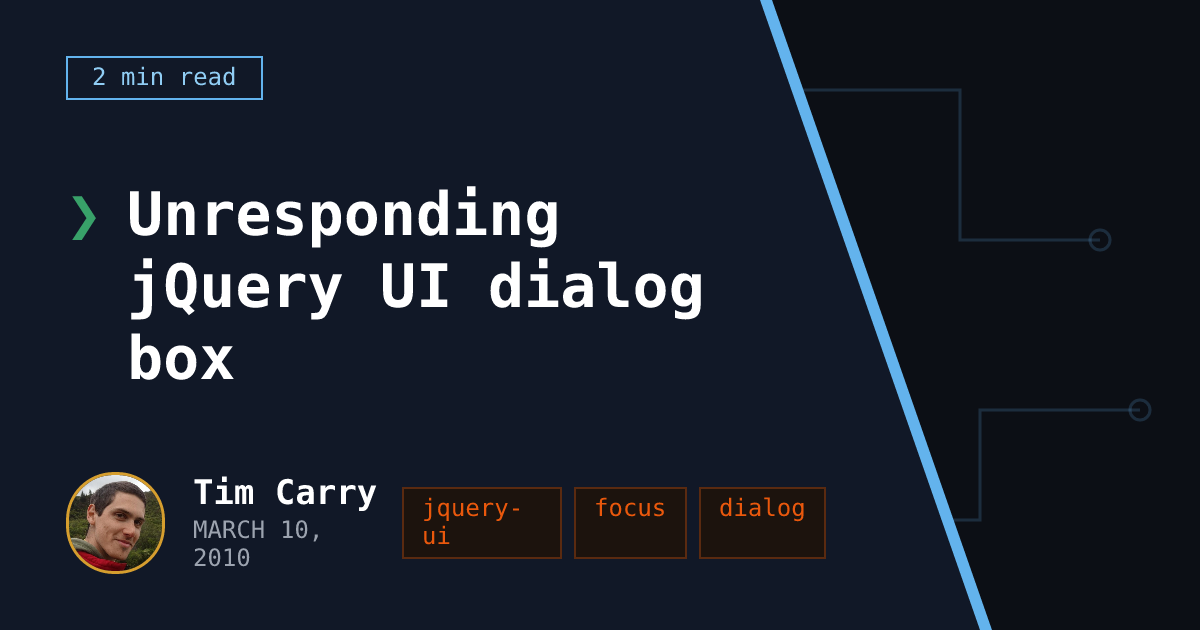 2 min read
❯ Unresponding
jQuery UI dialog
box
Tim Carry
MARCH 10,
2010
jquery-
ui
focus
dialog